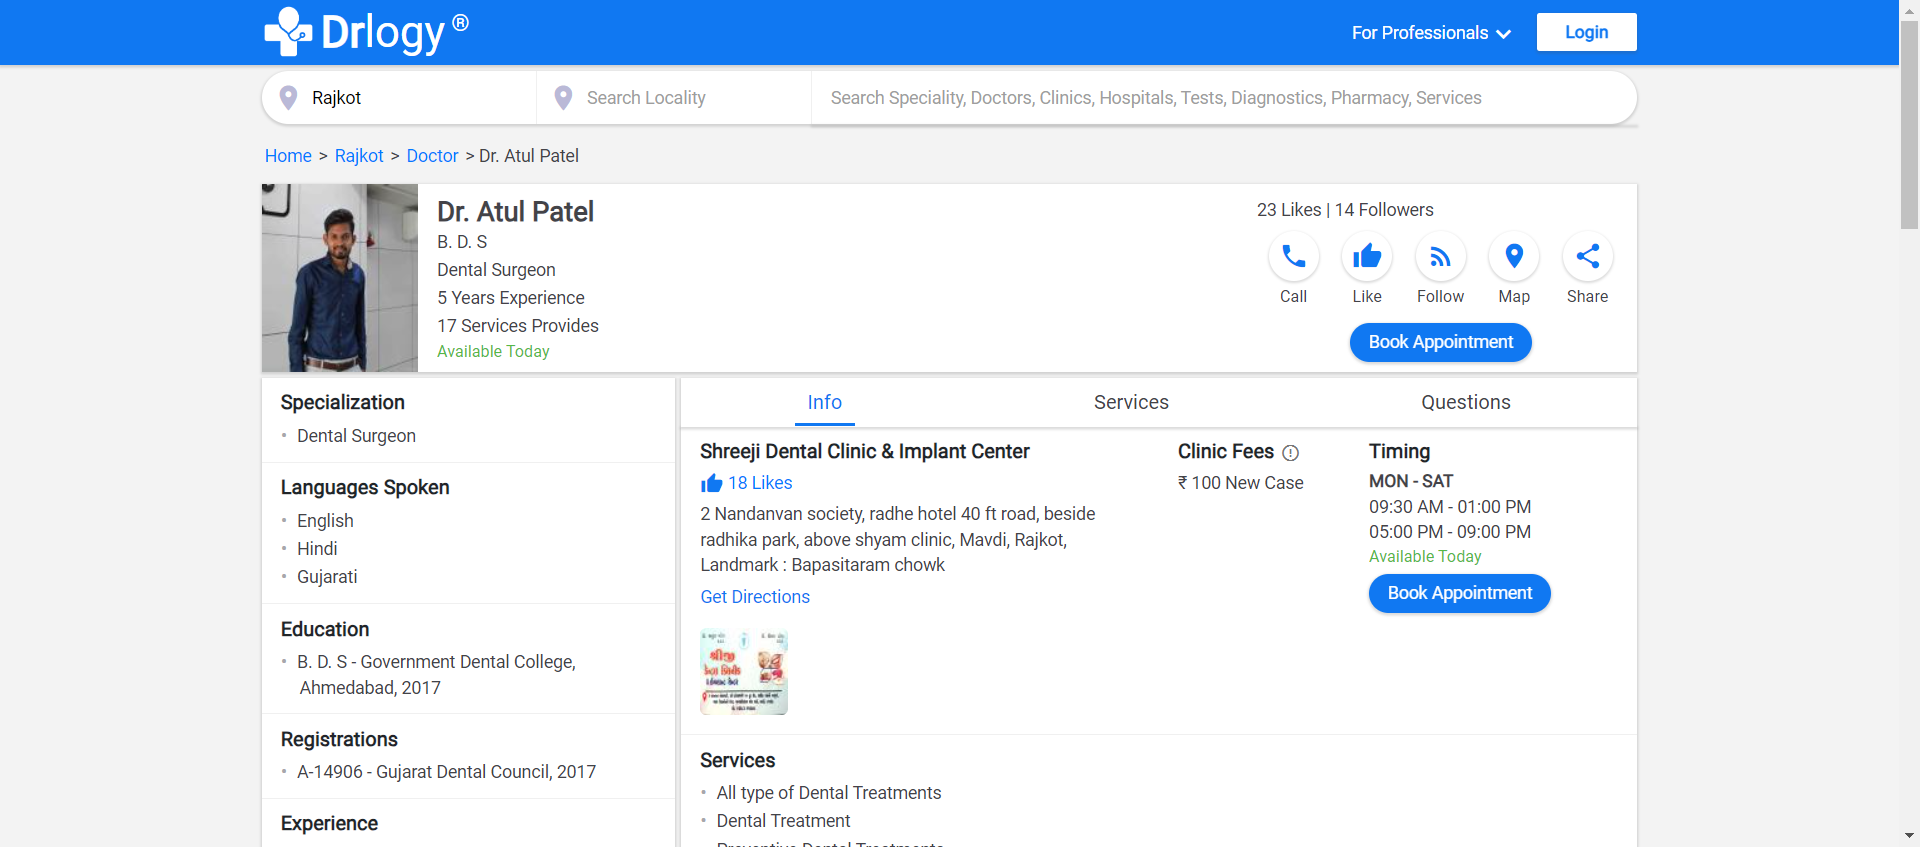 Drlogy ®
For Professionals
Login
Rajkot
Search Locality
Search Speciality, Doctors, Clinics, Hospitals, Tests, Diagnostics, Pharmacy, Services
Home > Rajkot > Doctor > Dr. Atul Patel
Dr. Atul Patel
B. D. S
Dental Surgeon
5 Years Experience
17 Services Provides
Available Today
23 Likes | 14 Followers
Call Like Follow Map Share
Book Appointment
Specialization
• Dental Surgeon
Languages Spoken
• English
• Hindi
• Gujarati
Education
• B. D. S - Government Dental College,
Ahmedabad, 2017
Registrations
• A-14906 - Gujarat Dental Council, 2017
Experience
Info Services Questions
Shreeji Dental Clinic & Implant Center
18 Likes
2 Nandanvan society, radhe hotel 40 ft road, beside
radhika park, above shyam clinic, Mavdi, Rajkot,
Landmark : Bapasitaram chowk
Get Directions
શ્રીજી
Clinic Fees
₹ 100 New Case
Timing
MON - SAT
09:30 AM - 01:00 PM
05:00 PM - 09:00 PM
Available Today
Book Appointment
Services
• All type of Dental Treatments
• Dental Treatment